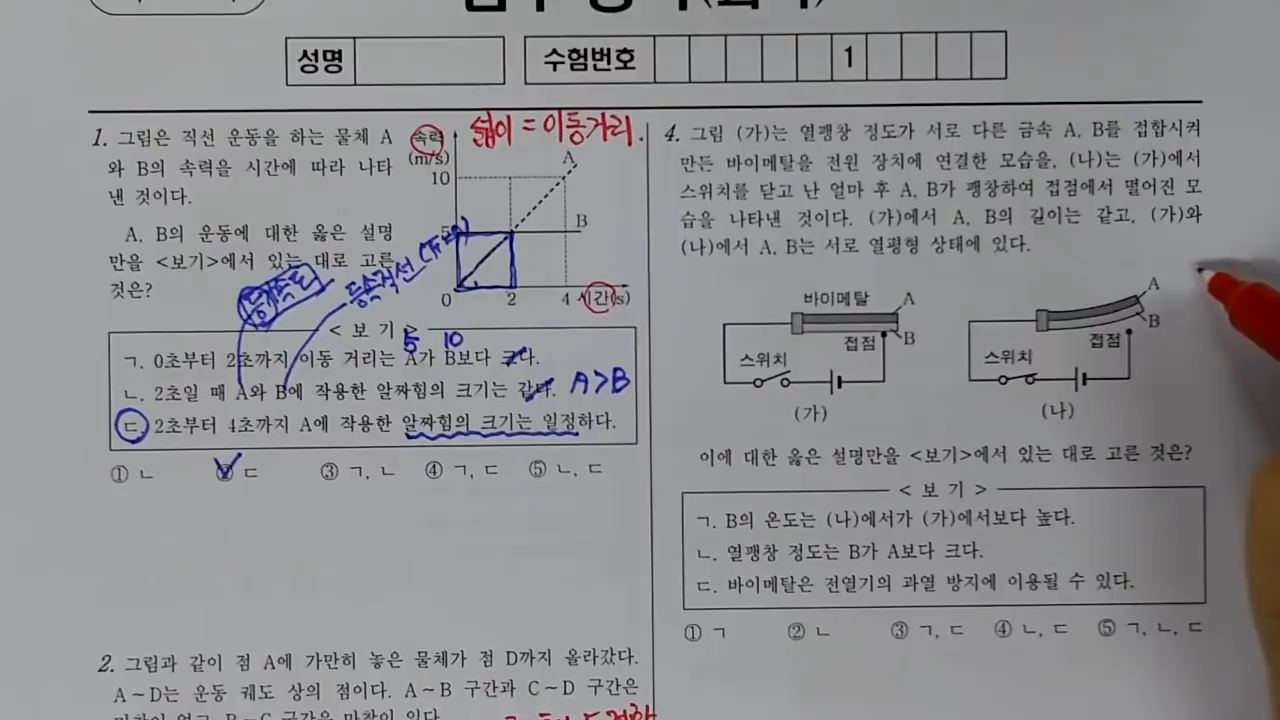 성명
수험번호
1
1. 그림은 직선 운동을 하는 물체 A
와 B의 속력을 시간에 따라 나타
낸 것이다.
A, B의 운동에 대한 옳은 설명
만을 <보기>에서 있는 대로 고른
것은?
넓이 = 이동거리.
속력
(m/s)
10
5
0
2
4
시간(s)
A
B
등속직선
< 보 기 >
5 10
ㄱ. 0초부터 2초까지 이동 거리는 A가 B보다 크다.
ㄴ. 2초일 때 A와 B에 작용한 알짜힘의 크기는 같다. A>B
ㄷ. 2초부터 4초까지 A에 작용한 알짜힘의 크기는 일정하다.
① ㄴ ② ㄷ ③ ㄱ, ㄴ ④ ㄱ, ㄷ ⑤ ㄴ, ㄷ
2. 그림과 같이 점 A에 가만히 놓은 물체가 점 D까지 올라갔다.
A~D는 운동 궤도 상의 점이다. A~B 구간과 C~D 구간은
마찰이 없고, B~C 구간은 마찰이 있다.
4. 그림 (가)는 열팽창 정도가 서로 다른 금속 A, B를 접합시켜
만든 바이메탈을 전원 장치에 연결한 모습을, (나)는 (가)에서
스위치를 닫고 난 얼마 후 A, B가 팽창하여 접점에서 떨어진 모
습을 나타낸 것이다. (가)에서 A, B의 길이는 같고, (가)와
(나)에서 A, B는 서로 열평형 상태에 있다.
바이메탈
A
B
접점
스위치
(가)
A
B
접점
스위치
(나)
이에 대한 옳은 설명만을 <보기>에서 있는 대로 고른 것은?
< 보 기 >
ㄱ. B의 온도는 (나)에서가 (가)에서보다 높다.
ㄴ. 열팽창 정도는 B가 A보다 크다.
ㄷ. 바이메탈은 전열기의 과열 방지에 이용될 수 있다.
① ㄱ ② ㄴ ③ ㄱ, ㄷ ④ ㄴ, ㄷ ⑤ ㄱ, ㄴ, ㄷ